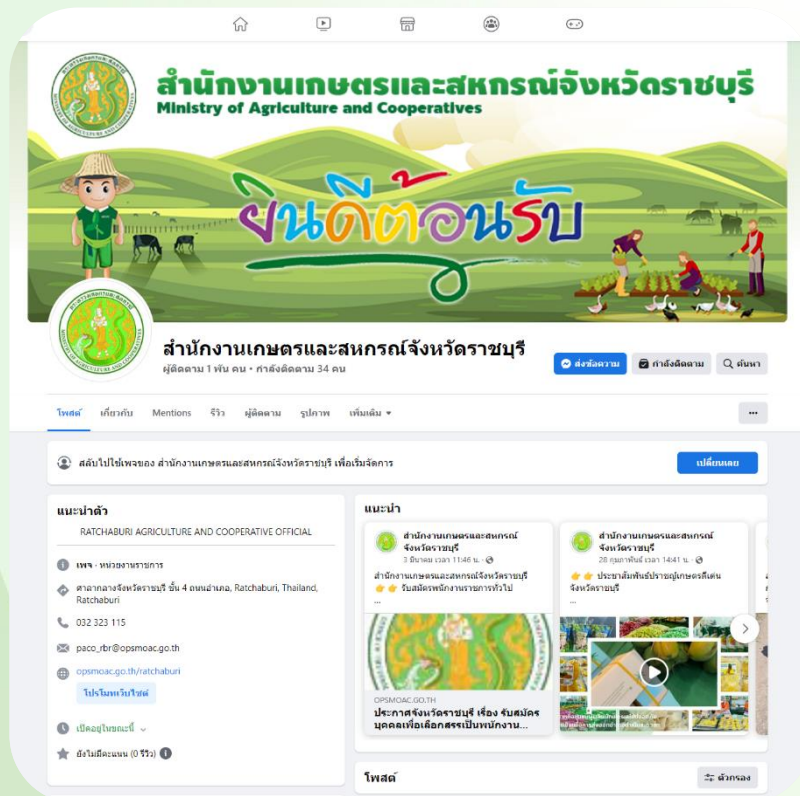 สำนักงานเกษตรและสหกรณ์จังหวัดราชบุรี
Ministry of Agriculture and Cooperatives
ยินดีต้อนรับ
สำนักงานเกษตรและสหกรณ์จังหวัดราชบุรี
ผู้ติดตาม 1 พัน คน • กำลังติดตาม 34 คน
ส่งข้อความ
กำลังติดตาม
ค้นหา
โพสต์ เกี่ยวกับ Mentions รีวิว ผู้ติดตาม รูปภาพ เพิ่มเติม
สลับไปใช้เพจของ สำนักงานเกษตรและสหกรณ์จังหวัดราชบุรี เพื่อเริ่มจัดการ
เปลี่ยนเลย
แนะนำตัว
RATCHABURI AGRICULTURE AND COOPERATIVE OFFICIAL
เพจ · หน่วยงานราชการ
ศาลากลางจังหวัดราชบุรี ชั้น 4 ถนนอำเภอ, Ratchaburi, Thailand,
Ratchaburi
032 323 115
paco_rbr@opsmoac.go.th
opsmoac.go.th/ratchaburi
โปรโมทเว็บไซต์
เปิดอยู่ในขณะนี้
ยังไม่มีคะแนน (0 รีวิว)
แนะนำ
สำนักงานเกษตรและสหกรณ์
จังหวัดราชบุรี
3 มีนาคม เวลา 11:46 น. ·
สำนักงานเกษตรและสหกรณ์จังหวัดราชบุรี
👉 👉 รับสมัครพนักงานราชการทั่วไป
...
OPSMOAC.GO.TH
ประกาศจังหวัดราชบุรี เรื่อง รับสมัคร
บุคคลเพื่อเลือกสรรเป็นพนักงาน...
สำนักงานเกษตรและสหกรณ์
จังหวัดราชบุรี
28 กุมภาพันธ์ เวลา 14:41 น. ·
👉 👉 ประชาสัมพันธ์ปราชญ์เกษตรดีเด่น
จังหวัดราชบุรี
...
โพสต์
ตัวกรอง